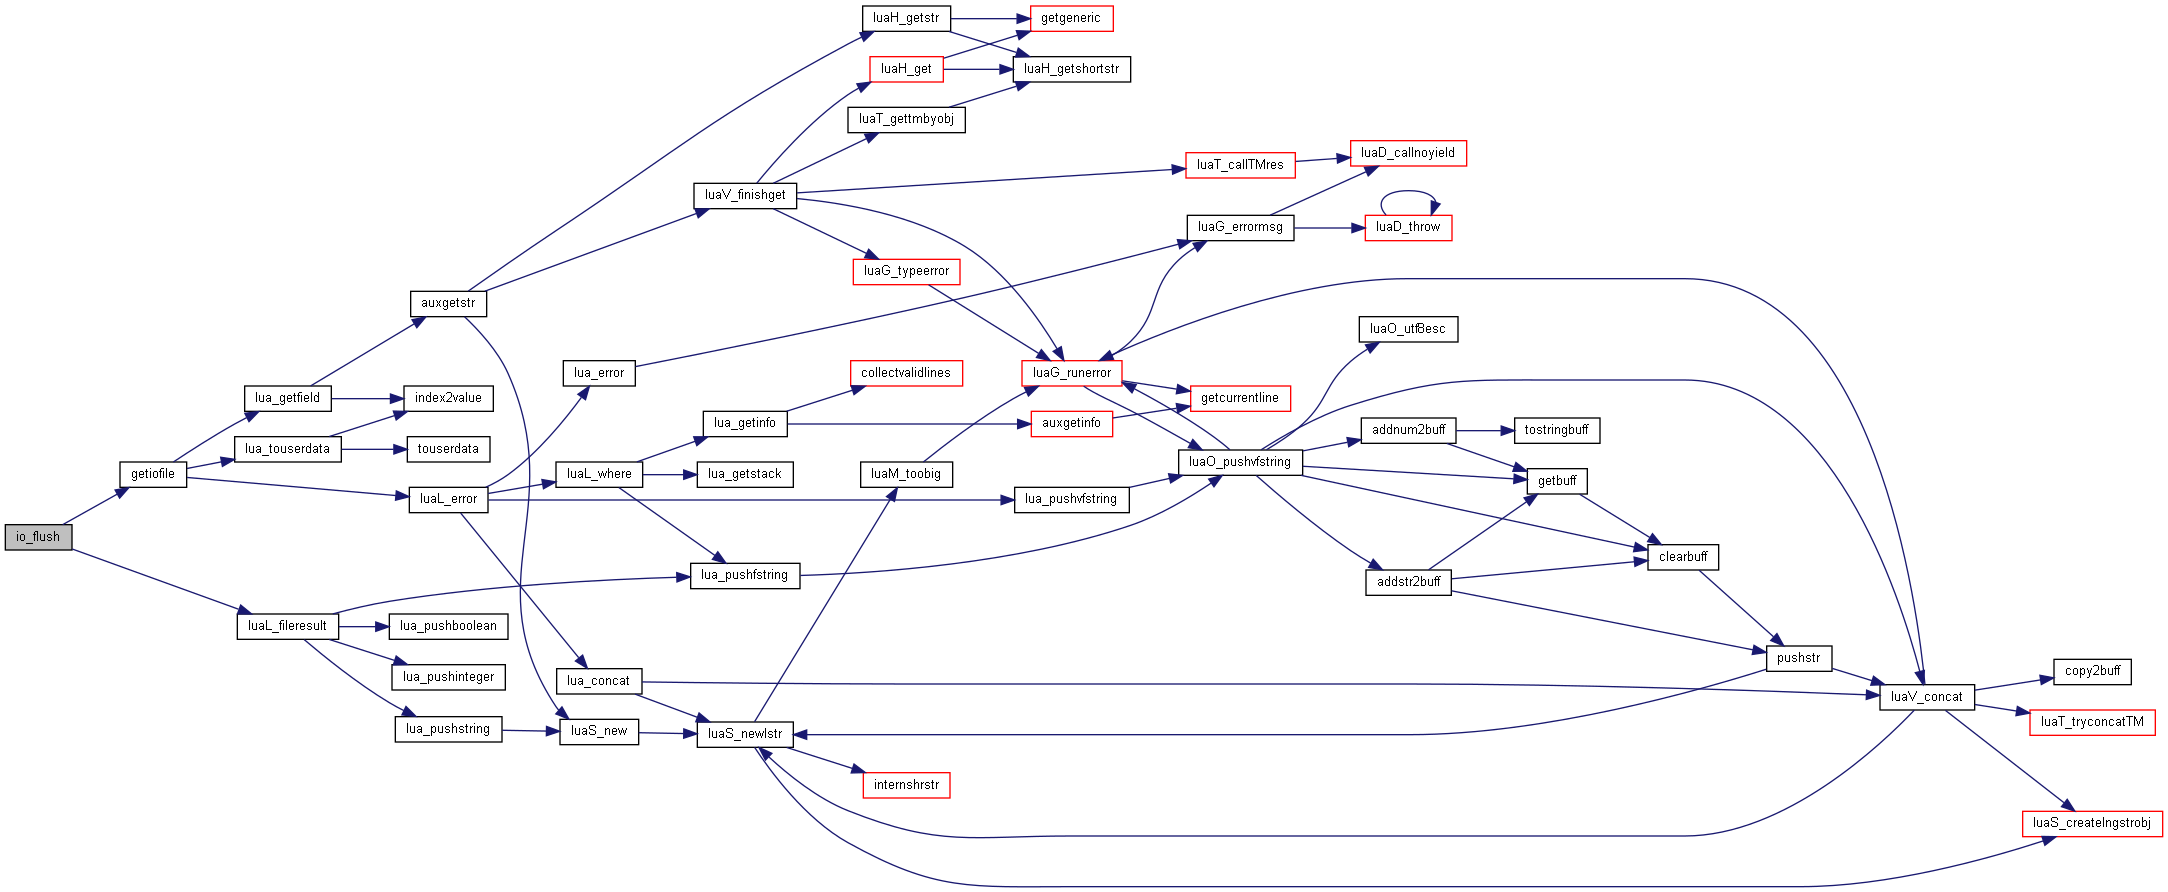 luaH_getstr
getgeneric
luaH_get
luaH_getshortstr
luaT_gettmbyobj
luaD_callnoyield
luaT_callTMres
luaV_finishget
luaG_errormsg
luaD_throw
luaG_typeerror
auxgetstr
luaO_utf8esc
lua_error
collectvalidlines
luaG_runerror
lua_getfield
index2value
getcurrentline
lua_getinfo
auxgetinfo
addnum2buff
tostringbuff
lua_touserdata
touserdata
luaO_pushvfstring
getiofile
luaL_where
lua_getstack
luaM_toobig
getbuff
luaL_error
lua_pushvfstring
io_flush
clearbuff
lua_pushfstring
addstr2buff
luaL_fileresult
lua_pushboolean
pushstr
lua_pushinteger
lua_concat
copy2buff
luaV_concat
luaT_tryconcatTM
lua_pushstring
luaS_new
luaS_newlstr
internshrstr
luaS_createlngstrobj